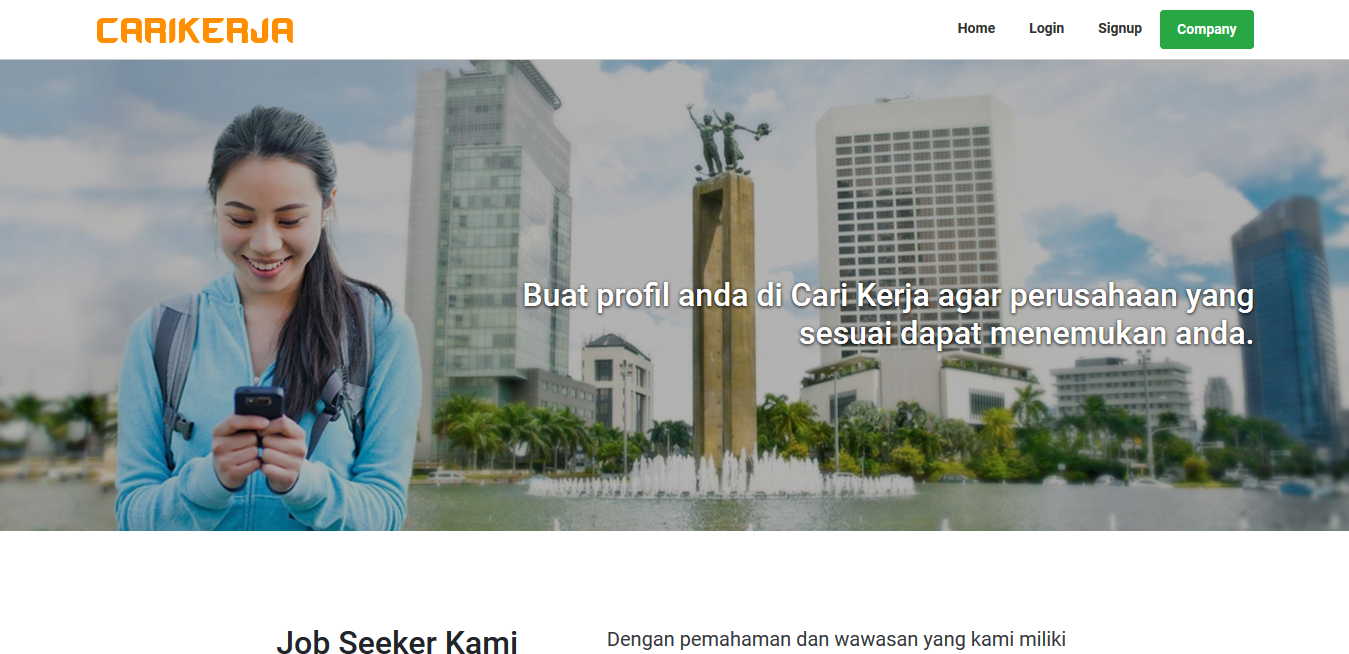 CARIKERJA
Home
Login
Signup
Company
Buat profil anda di Cari Kerja agar perusahaan yang
sesuai dapat menemukan anda.
Job Seeker Kami
Dengan pemahaman dan wawasan yang kami miliki